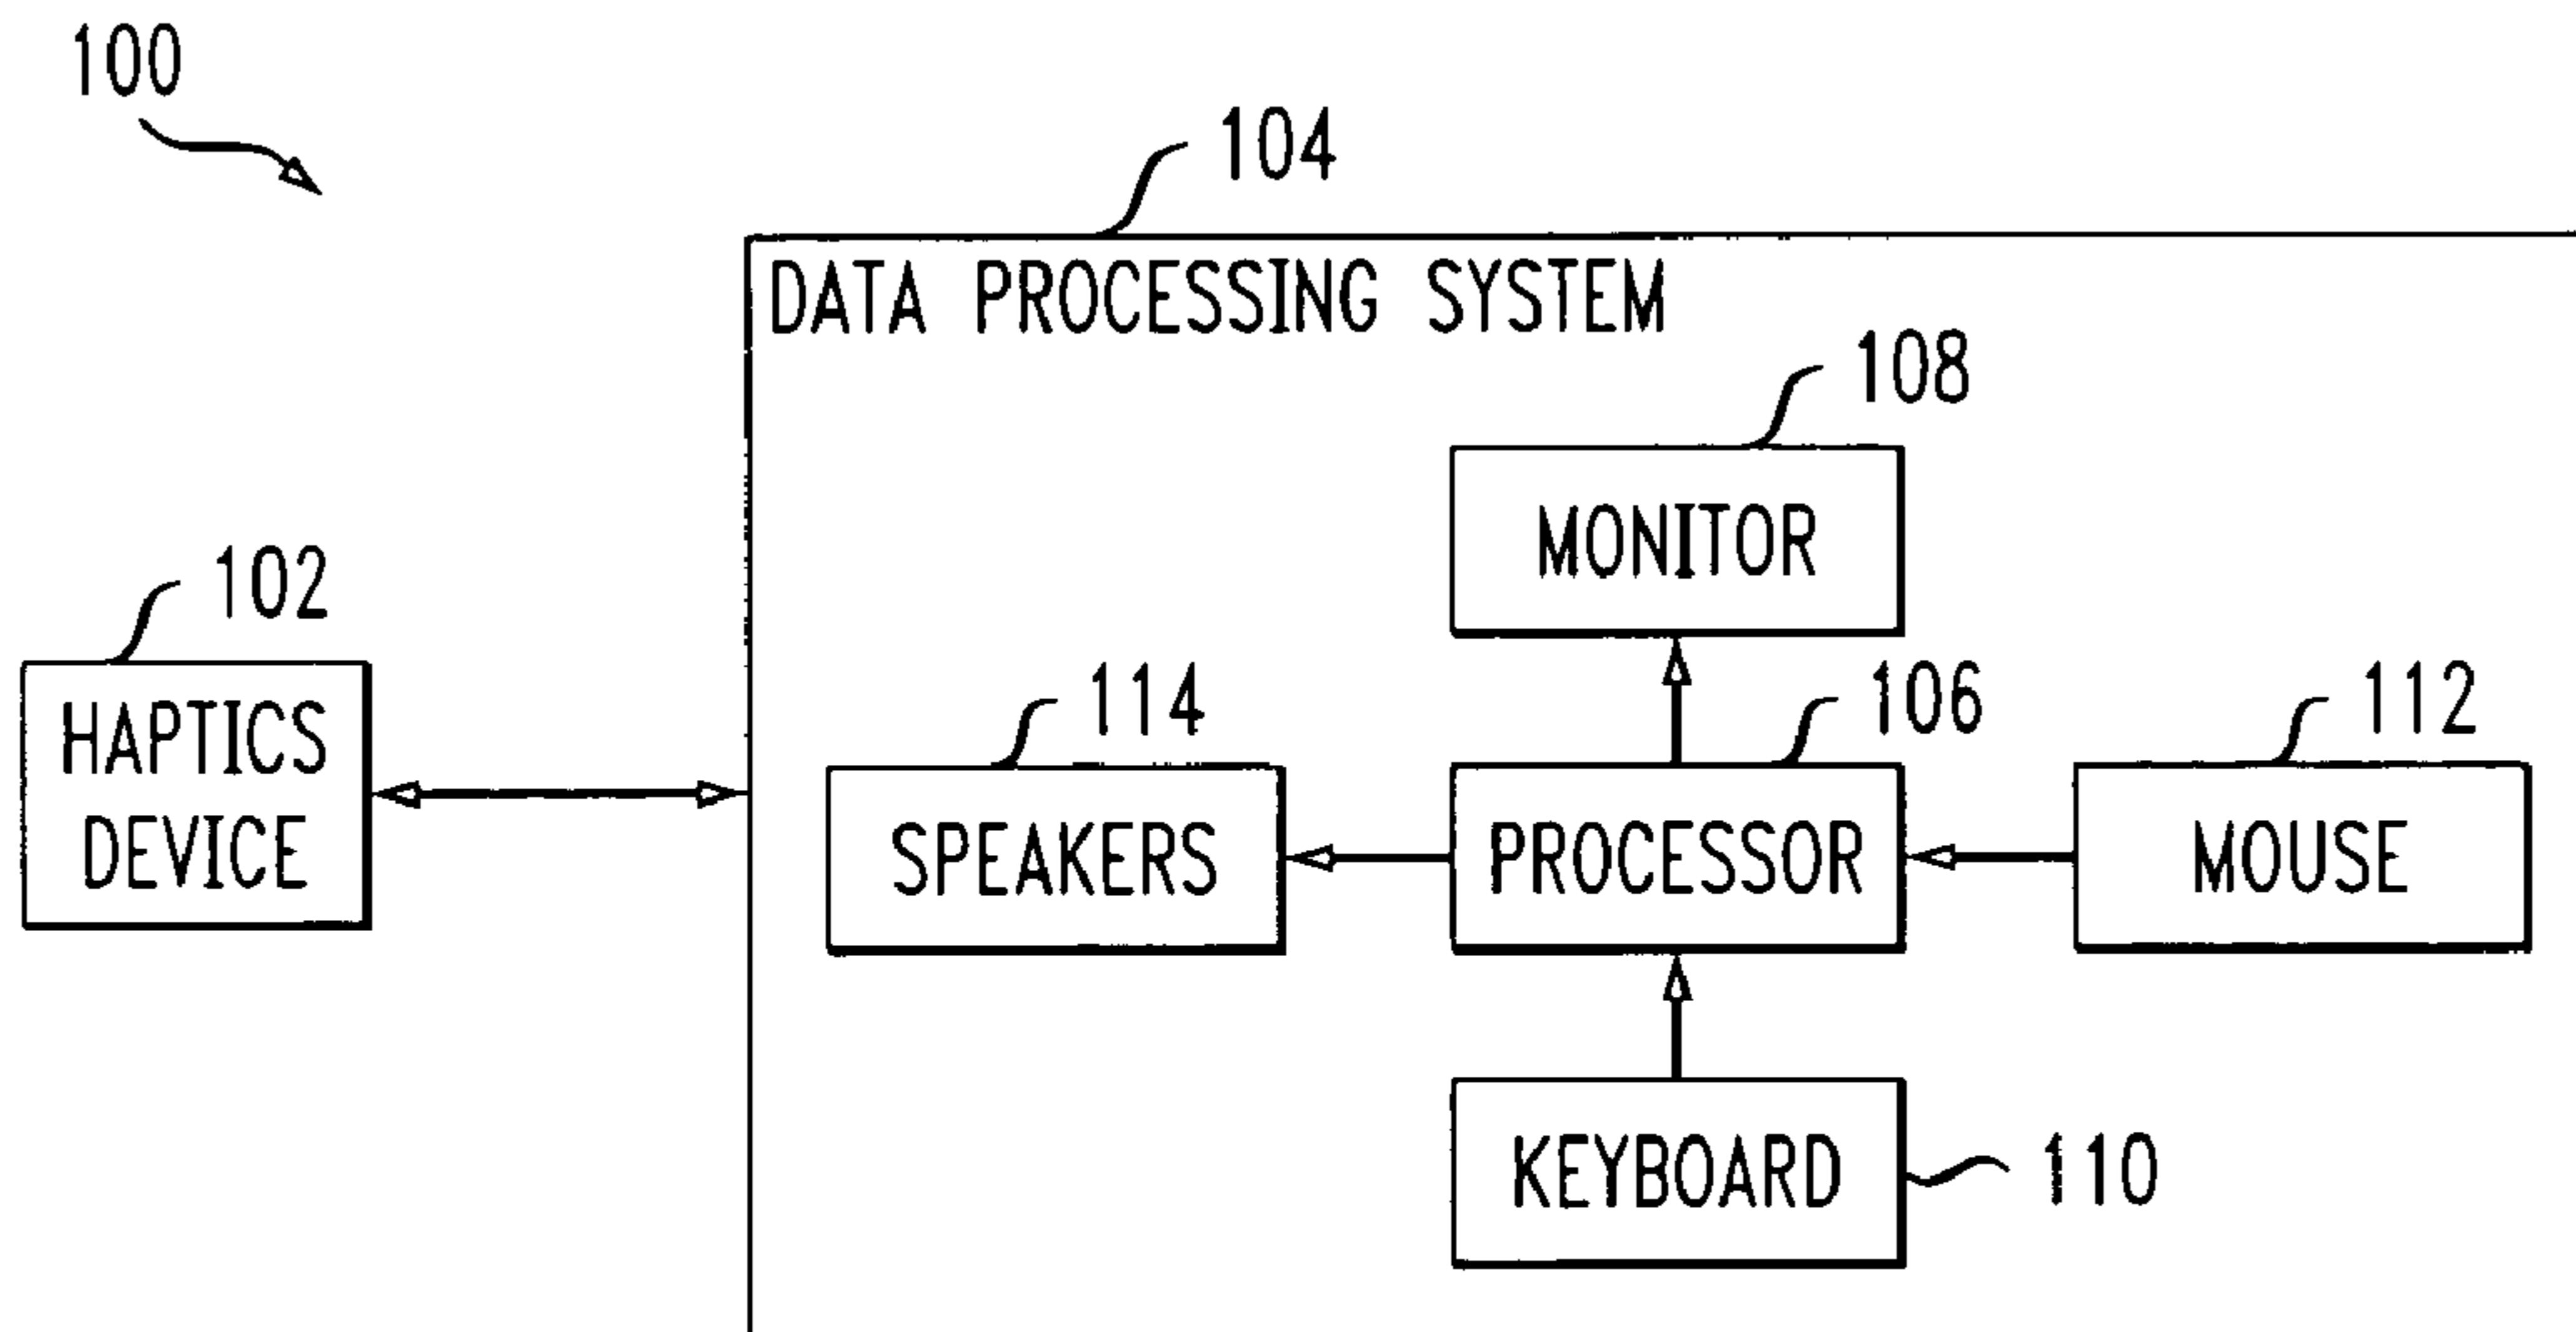 100
104
DATA PROCESSING SYSTEM
108
MONITOR
102
HAPTICS
DEVICE
114
SPEAKERS
106
PROCESSOR
112
MOUSE
KEYBOARD
110